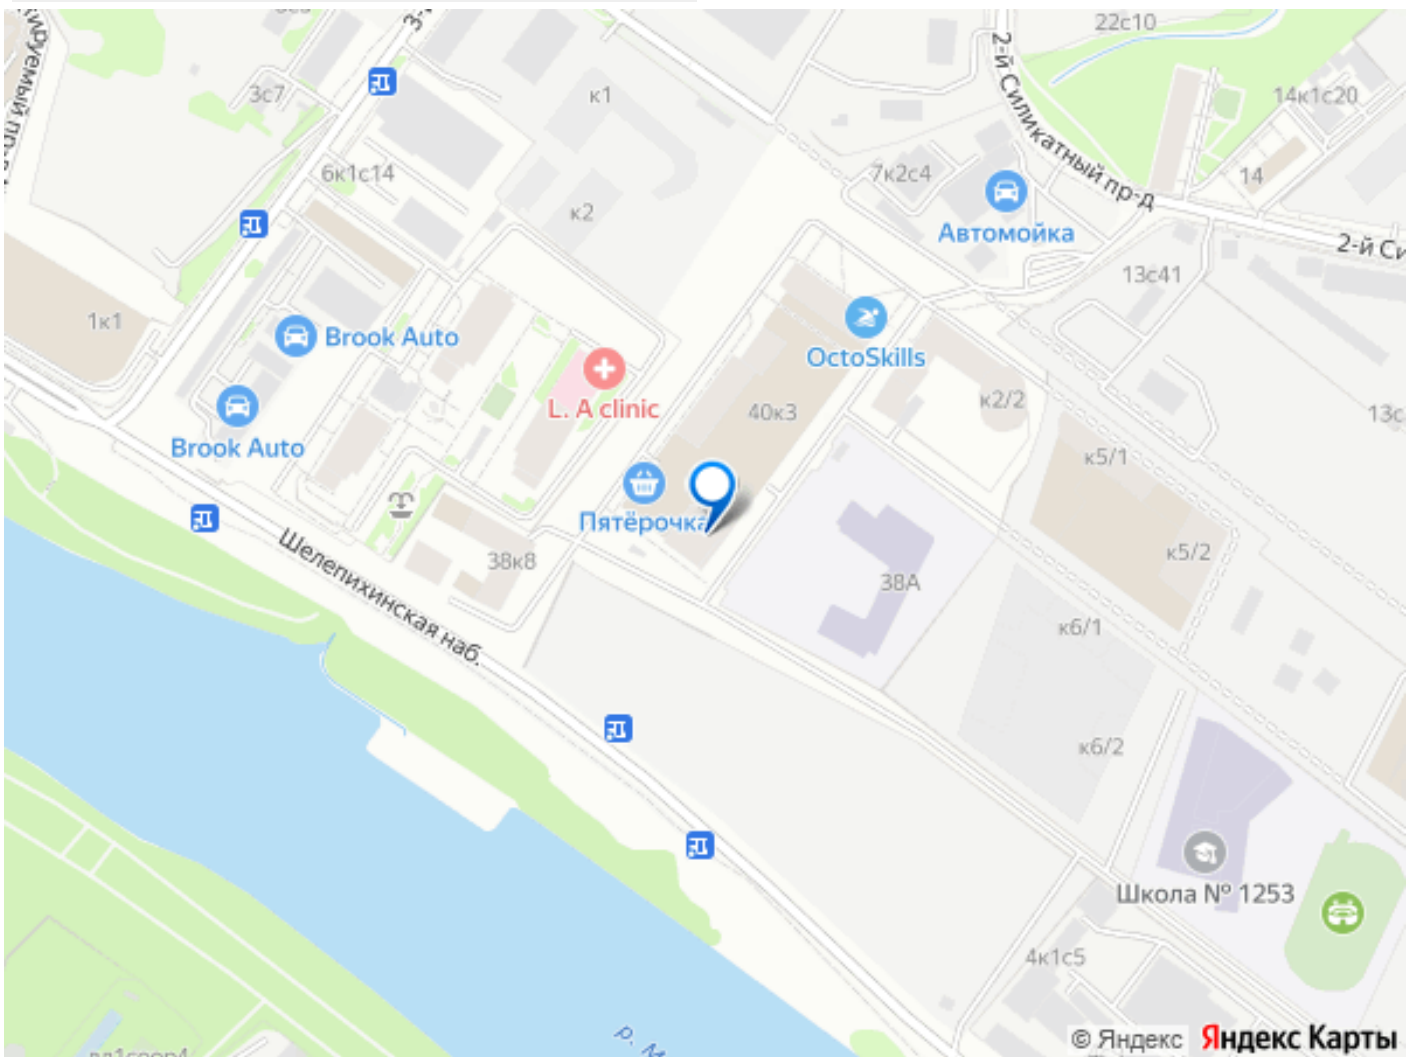 22с10
2-й Силикатный пр-д
3с7
к1
14к1с20
6к1с14
7к2с4
14
к2
Автомойка
2-й Си
13с41
1к1
Brook Auto
OctoSkills
L. A clinic
40к3
к2/2
13с
Brook Auto
к5/1
Пятёрочка
Шелепихинская наб.
38к8
к5/2
38А
к6/1
к6/2
Школа № 1253
4к1с5
р. М
© Яндекс Яндекс Карты